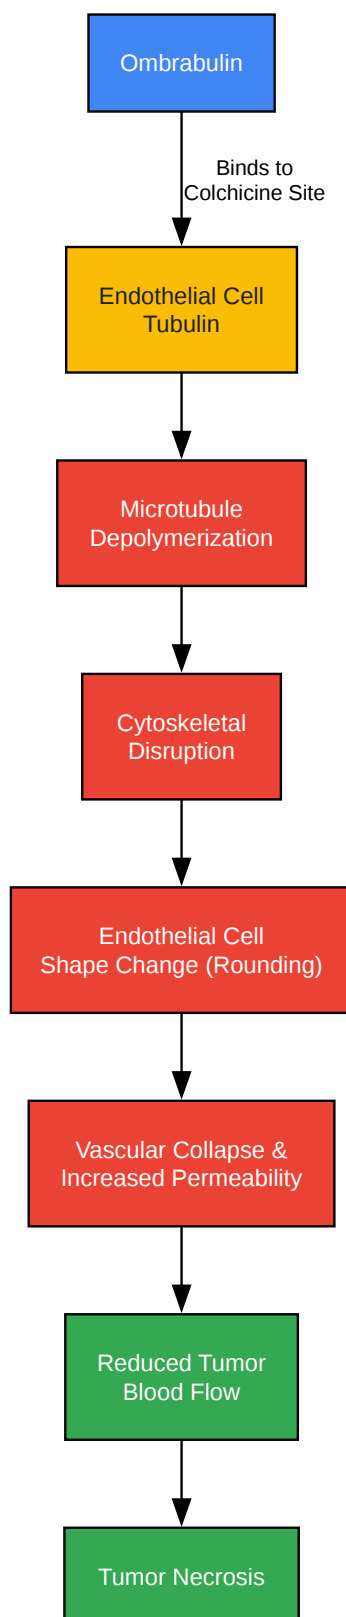 Ombrabulin
Binds to
Colchicine Site
Endothelial Cell
Tubulin
Microtubule
Depolymerization
Cytoskeletal
Disruption
Endothelial Cell
Shape Change (Rounding)
Vascular Collapse &
Increased Permeability
Reduced Tumor
Blood Flow
Tumor Necrosis